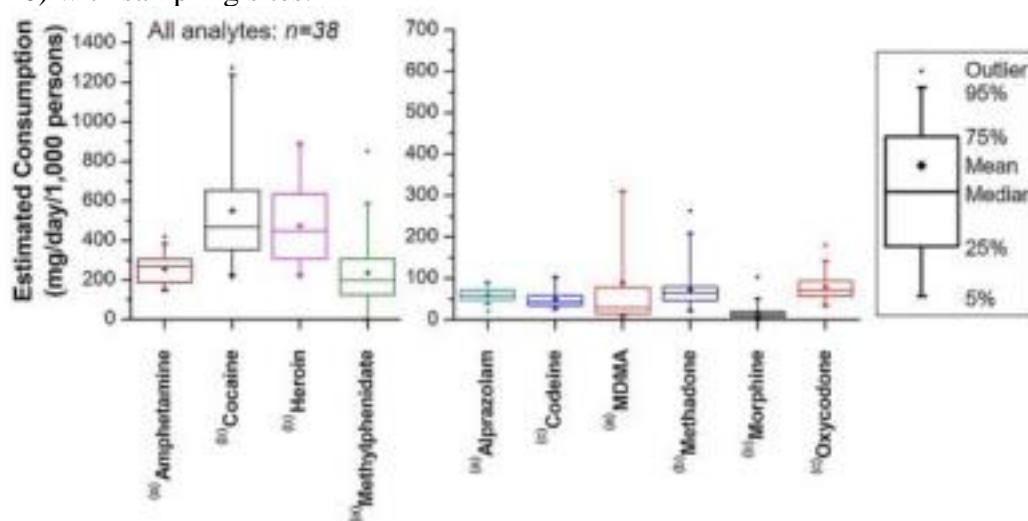 with sampling sites.
1400
1200
1000
800
600
400
200
0
All analytes: n=38
Estimated Consumption
(mg/day/1,000 persons)
700
600
500
400
300
200
100
0
Outlier
95%
75%
Mean
Median
25%
5%
(a)Amphetamine
(b)Cocaine
(b)Heroin
(a)Methylphenidate
(a)Alprazolam
(c)Codeine
(a)MDMA
(b)Methadone
(b)Morphine
(c)Oxycodone